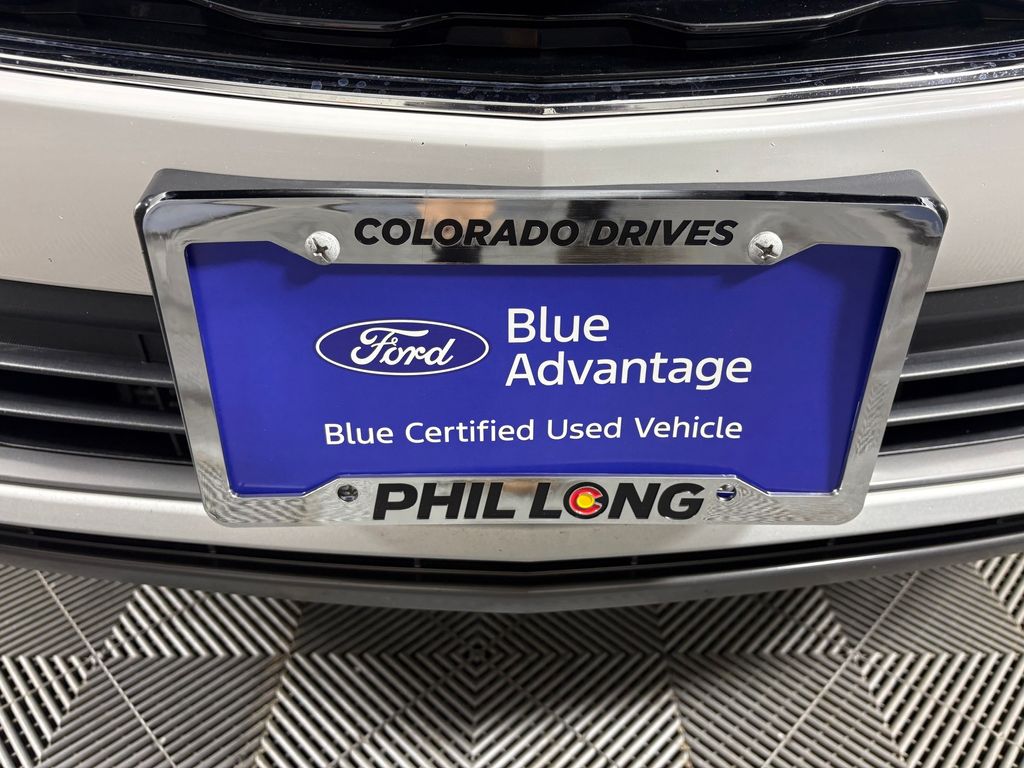 COLORADO DRIVES
Ford
Blue
Advantage
Blue Certified Used Vehicle
PHIL LONG